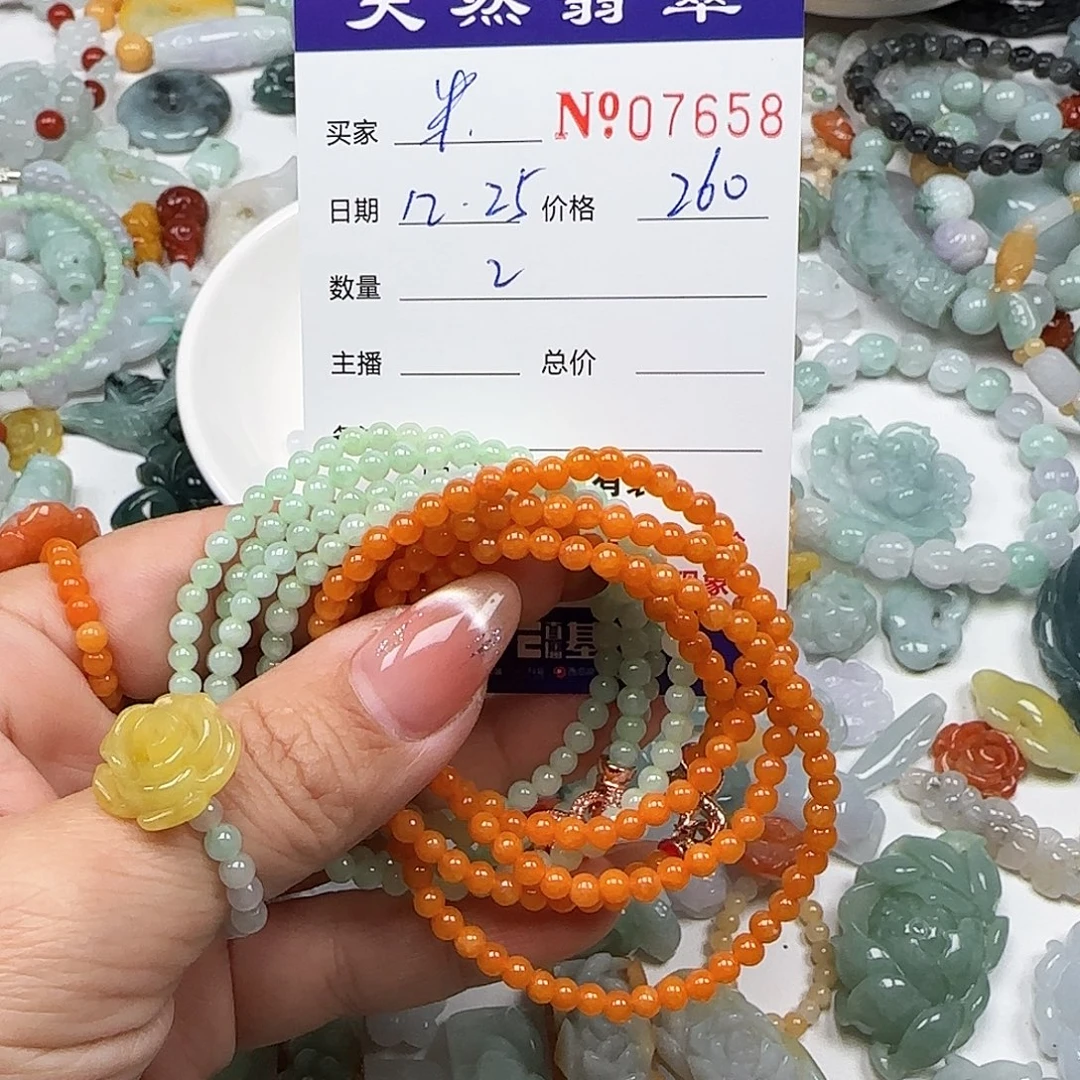 天然翡翠
买家 米. Nº07658
日期 12.25 价格 260
数量 2
主播 总价